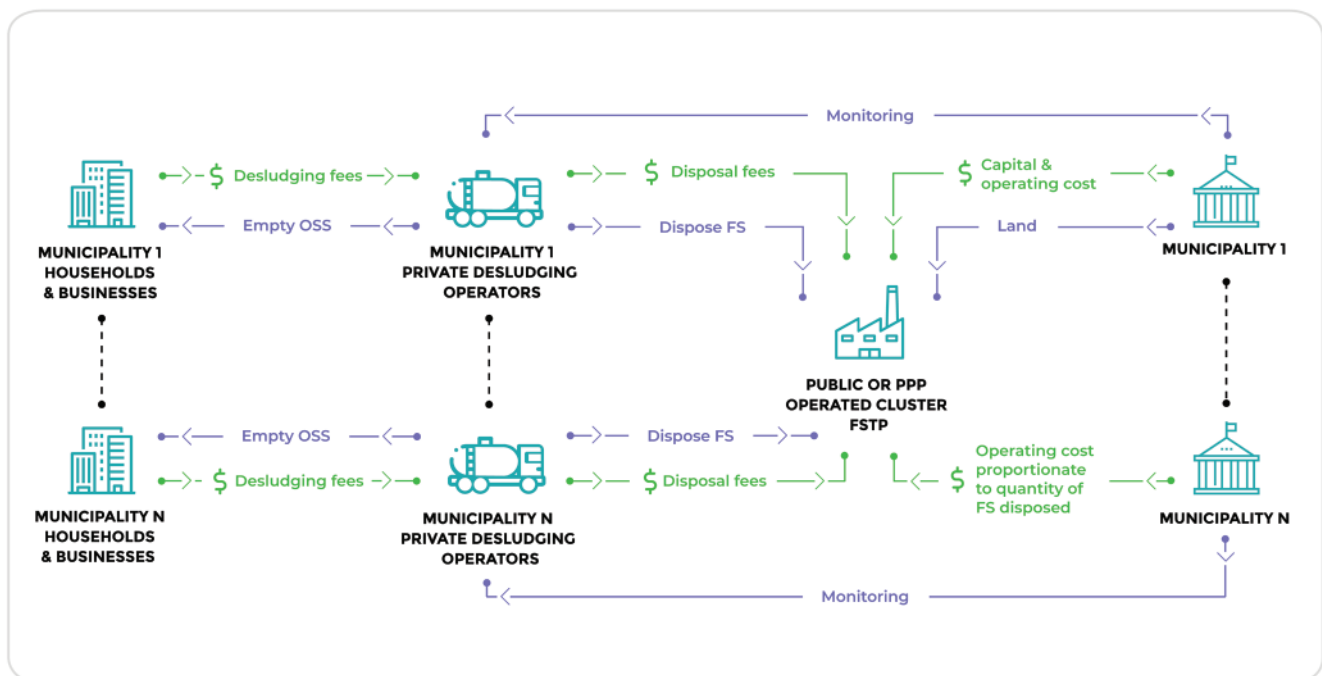 Monitoring
$ Desludging fees
$ Disposal fees
$ Capital &
operating cost
Empty OSS
Dispose FS
Land
MUNICIPALITY 1
HOUSEHOLDS
& BUSINESSES
MUNICIPALITY 1
PRIVATE DESLUDGING
OPERATORS
MUNICIPALITY 1
PUBLIC OR PPP
OPERATED CLUSTER
FSTP
Empty OSS
Dispose FS
$ Desludging fees
$ Disposal fees
$ Operating cost
proportionate
to quantity of
FS disposed
MUNICIPALITY N
HOUSEHOLDS
& BUSINESSES
MUNICIPALITY N
PRIVATE DESLUDGING
OPERATORS
MUNICIPALITY N
Monitoring